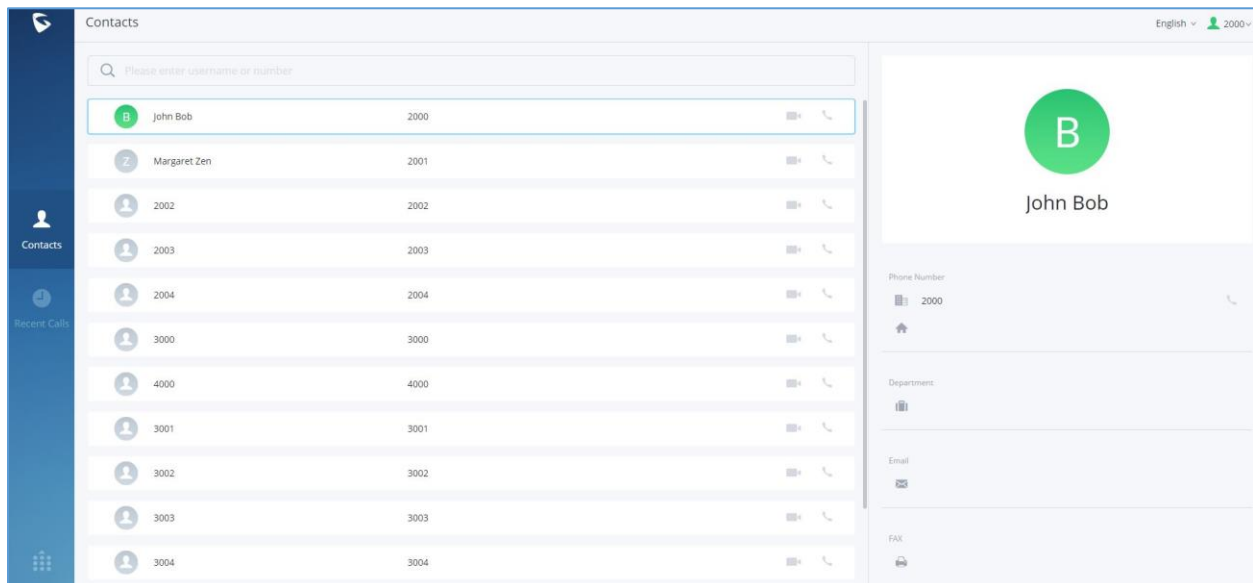 Contacts
English
2000
Please enter username or number
B John Bob 2000
Z Margaret Zen 2001
2002 2002
2003 2003
2004 2004
3000 3000
4000 4000
3001 3001
3002 3002
3003 3003
3004 3004
Contacts
Recent Calls
B
John Bob
Phone Number
2000
Department
Email
FAX